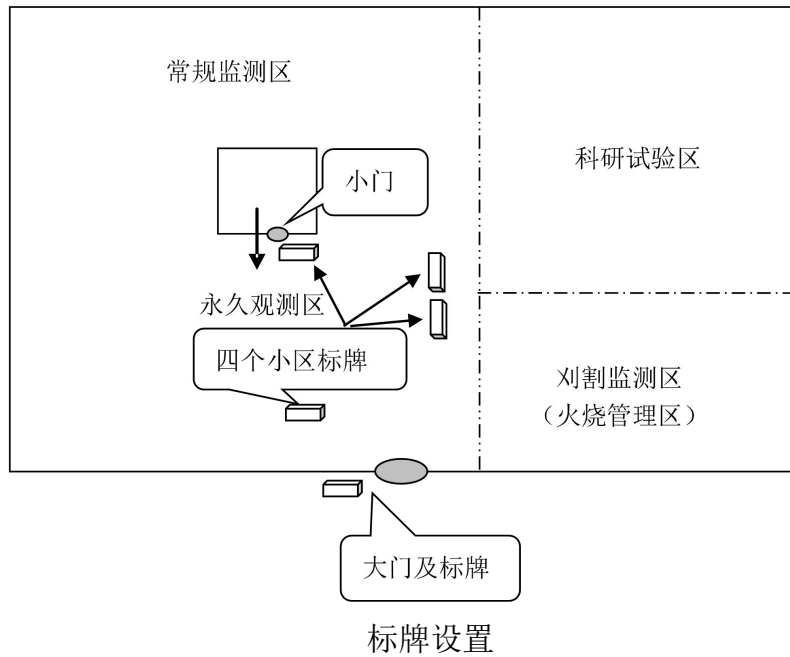 常规监测区
科研试验区
小门
永久观测区
四个小区标牌
刈割监测区
（火烧管理区）
大门及标牌
标牌设置